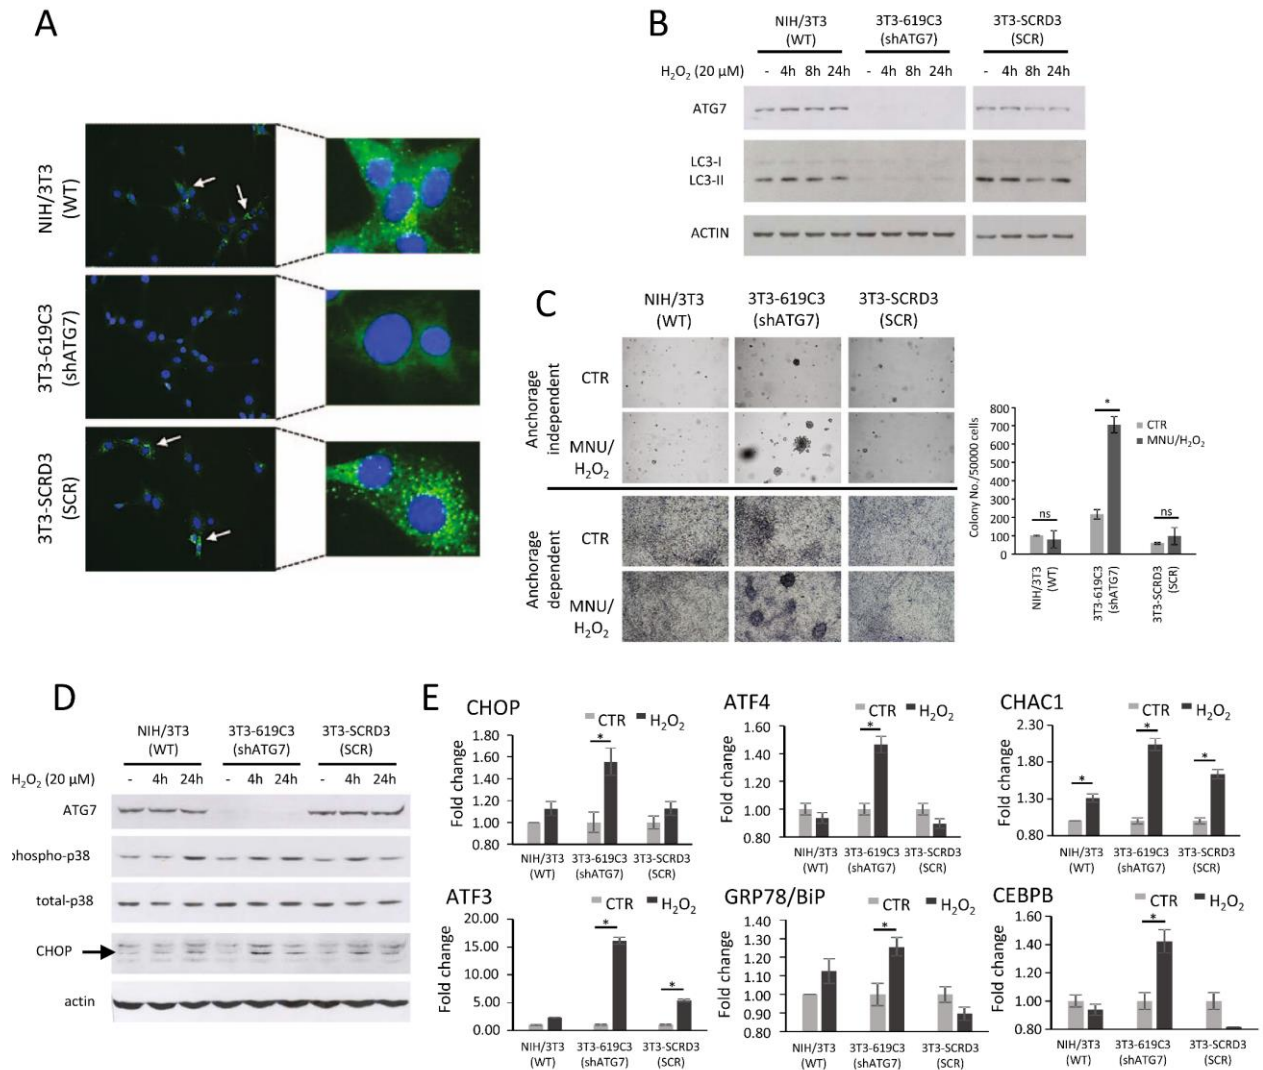 A
NIH/3T3
(WT)
3T3-619C3
(shATG7)
3T3-SCRD3
(SCR)
B
NIH/3T3
(WT)
3T3-619C3
(shATG7)
3T3-SCRD3
(SCR)
H₂O₂ (20 µM) - 4h 8h 24h - 4h 8h 24h - 4h 8h 24h
ATG7
LC3-I
LC3-II
ACTIN
C
NIH/3T3
(WT)
3T3-619C3
(shATG7)
3T3-SCRD3
(SCR)
Anchorage
independent
CTR
MNU/
H₂O₂
Anchorage
dependent
CTR
MNU/
H₂O₂
Colony No./50000 cells
800
700
600
500
400
300
200
100
0
CTR
MNU/H₂O₂
ns
*
ns
NIH/3T3
(WT)
3T3-619C3
(shATG7)
3T3-SCRD3
(SCR)
D
NIH/3T3
(WT)
3T3-619C3
(shATG7)
3T3-SCRD3
(SCR)
H₂O₂ (20 µM) - 4h 24h - 4h 24h - 4h 24h
ATG7
phospho-p38
total-p38
CHOP
actin
E
CHOP
CTR H₂O₂
Fold change
1.80
1.60
1.40
1.20
1.00
0.80
*
NIH/3T3
(WT)
3T3-619C3
(shATG7)
3T3-SCRD3
(SCR)
ATF4
CTR H₂O₂
Fold change
1.60
1.40
1.20
1.00
0.80
*
NIH/3T3
(WT)
3T3-619C3
(shATG7)
3T3-SCRD3
(SCR)
CHAC1
CTR H₂O₂
Fold change
2.30
1.80
1.30
0.80
*
*
*
NIH/3T3
(WT)
3T3-619C3
(shATG7)
3T3-SCRD3
(SCR)
ATF3
CTR H₂O₂
Fold change
20.00
15.00
10.00
5.00
0.00
*
*
NIH/3T3
(WT)
3T3-619C3
(shATG7)
3T3-SCRD3
(SCR)
GRP78/BiP
CTR H₂O₂
Fold change
1.40
1.30
1.20
1.10
1.00
0.90
0.80
*
NIH/3T3
(WT)
3T3-619C3
(shATG7)
3T3-SCRD3
(SCR)
CEBPB
CTR H₂O₂
Fold change
1.60
1.40
1.20
1.00
0.80
*
NIH/3T3
(WT)
3T3-619C3
(shATG7)
3T3-SCRD3
(SCR)